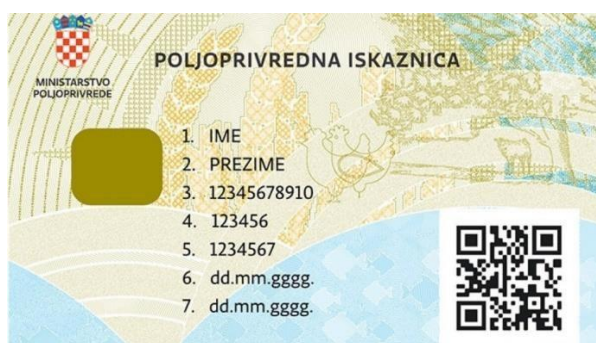 POLJOPRIVREDNA ISKAZNICA
MINISTARSTVO
POLJOPRIVREDE
1. IME
2. PREZIME
3. 12345678910
4. 123456
5. 1234567
6. dd.mm.gggg.
7. dd.mm.gggg.